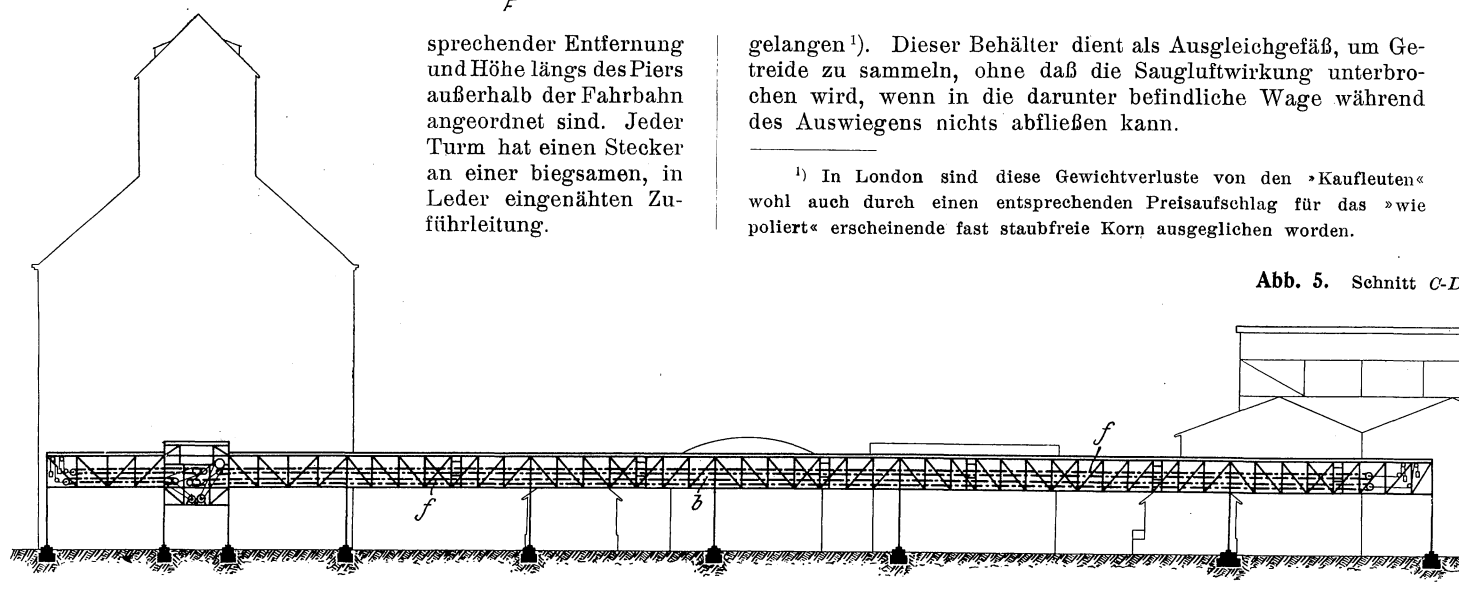 F
sprechender Entfernung
und Höhe längs des Piers
außerhalb der Fahrbahn
angeordnet sind. Jeder
Turm hat einen Stecker
an einer biegsamen, in
Leder eingenähten Zu-
führleitung.
gelangen ¹). Dieser Behälter dient als Ausgleichgefäß, um Ge-
treide zu sammeln, ohne daß die Saugluftwirkung unterbro-
chen wird, wenn in die darunter befindliche Wage während
des Auswiegens nichts abfließen kann.
¹) In London sind diese Gewichtverluste von den »Kaufleuten«
wohl auch durch einen entsprechenden Preisaufschlag für das »wie
poliert« erscheinende fast staubfreie Korn ausgeglichen worden.
Abb. 5. Schnitt C-D
f
f
b